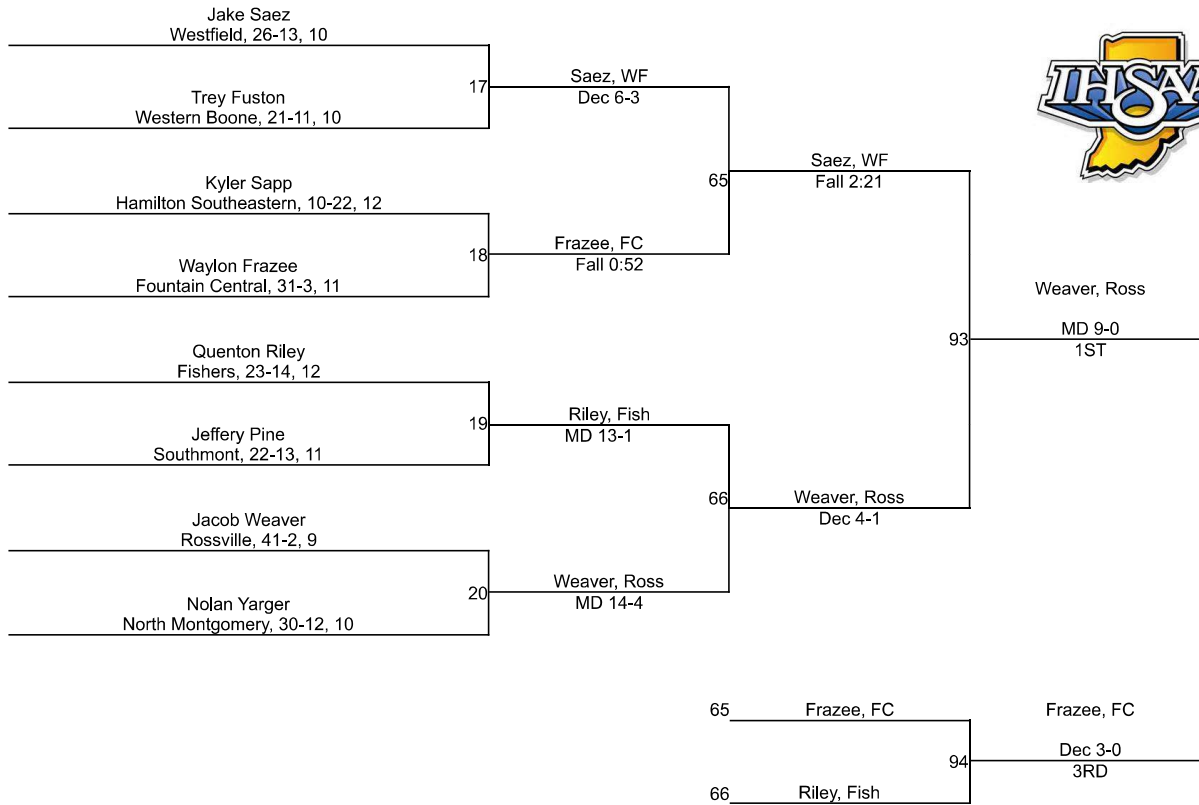 Jake Saez
Westfield, 26-13, 10
Trey Fuston
Western Boone, 21-11, 10
Kyler Sapp
Hamilton Southeastern, 10-22, 12
Waylon Frazee
Fountain Central, 31-3, 11
Quenton Riley
Fishers, 23-14, 12
Jeffery Pine
Southmont, 22-13, 11
Jacob Weaver
Rossville, 41-2, 9
Nolan Yarger
North Montgomery, 30-12, 10
17
Saez, WF
Dec 6-3
18
Frazee, FC
Fall 0:52
19
Riley, Fish
MD 13-1
20
Weaver, Ross
MD 14-4
65
Saez, WF
Fall 2:21
66
Weaver, Ross
Dec 4-1
93
Weaver, Ross
MD 9-0
1ST
65
Frazee, FC
66
Riley, Fish
94
Frazee, FC
Dec 3-0
3RD
IHSAA